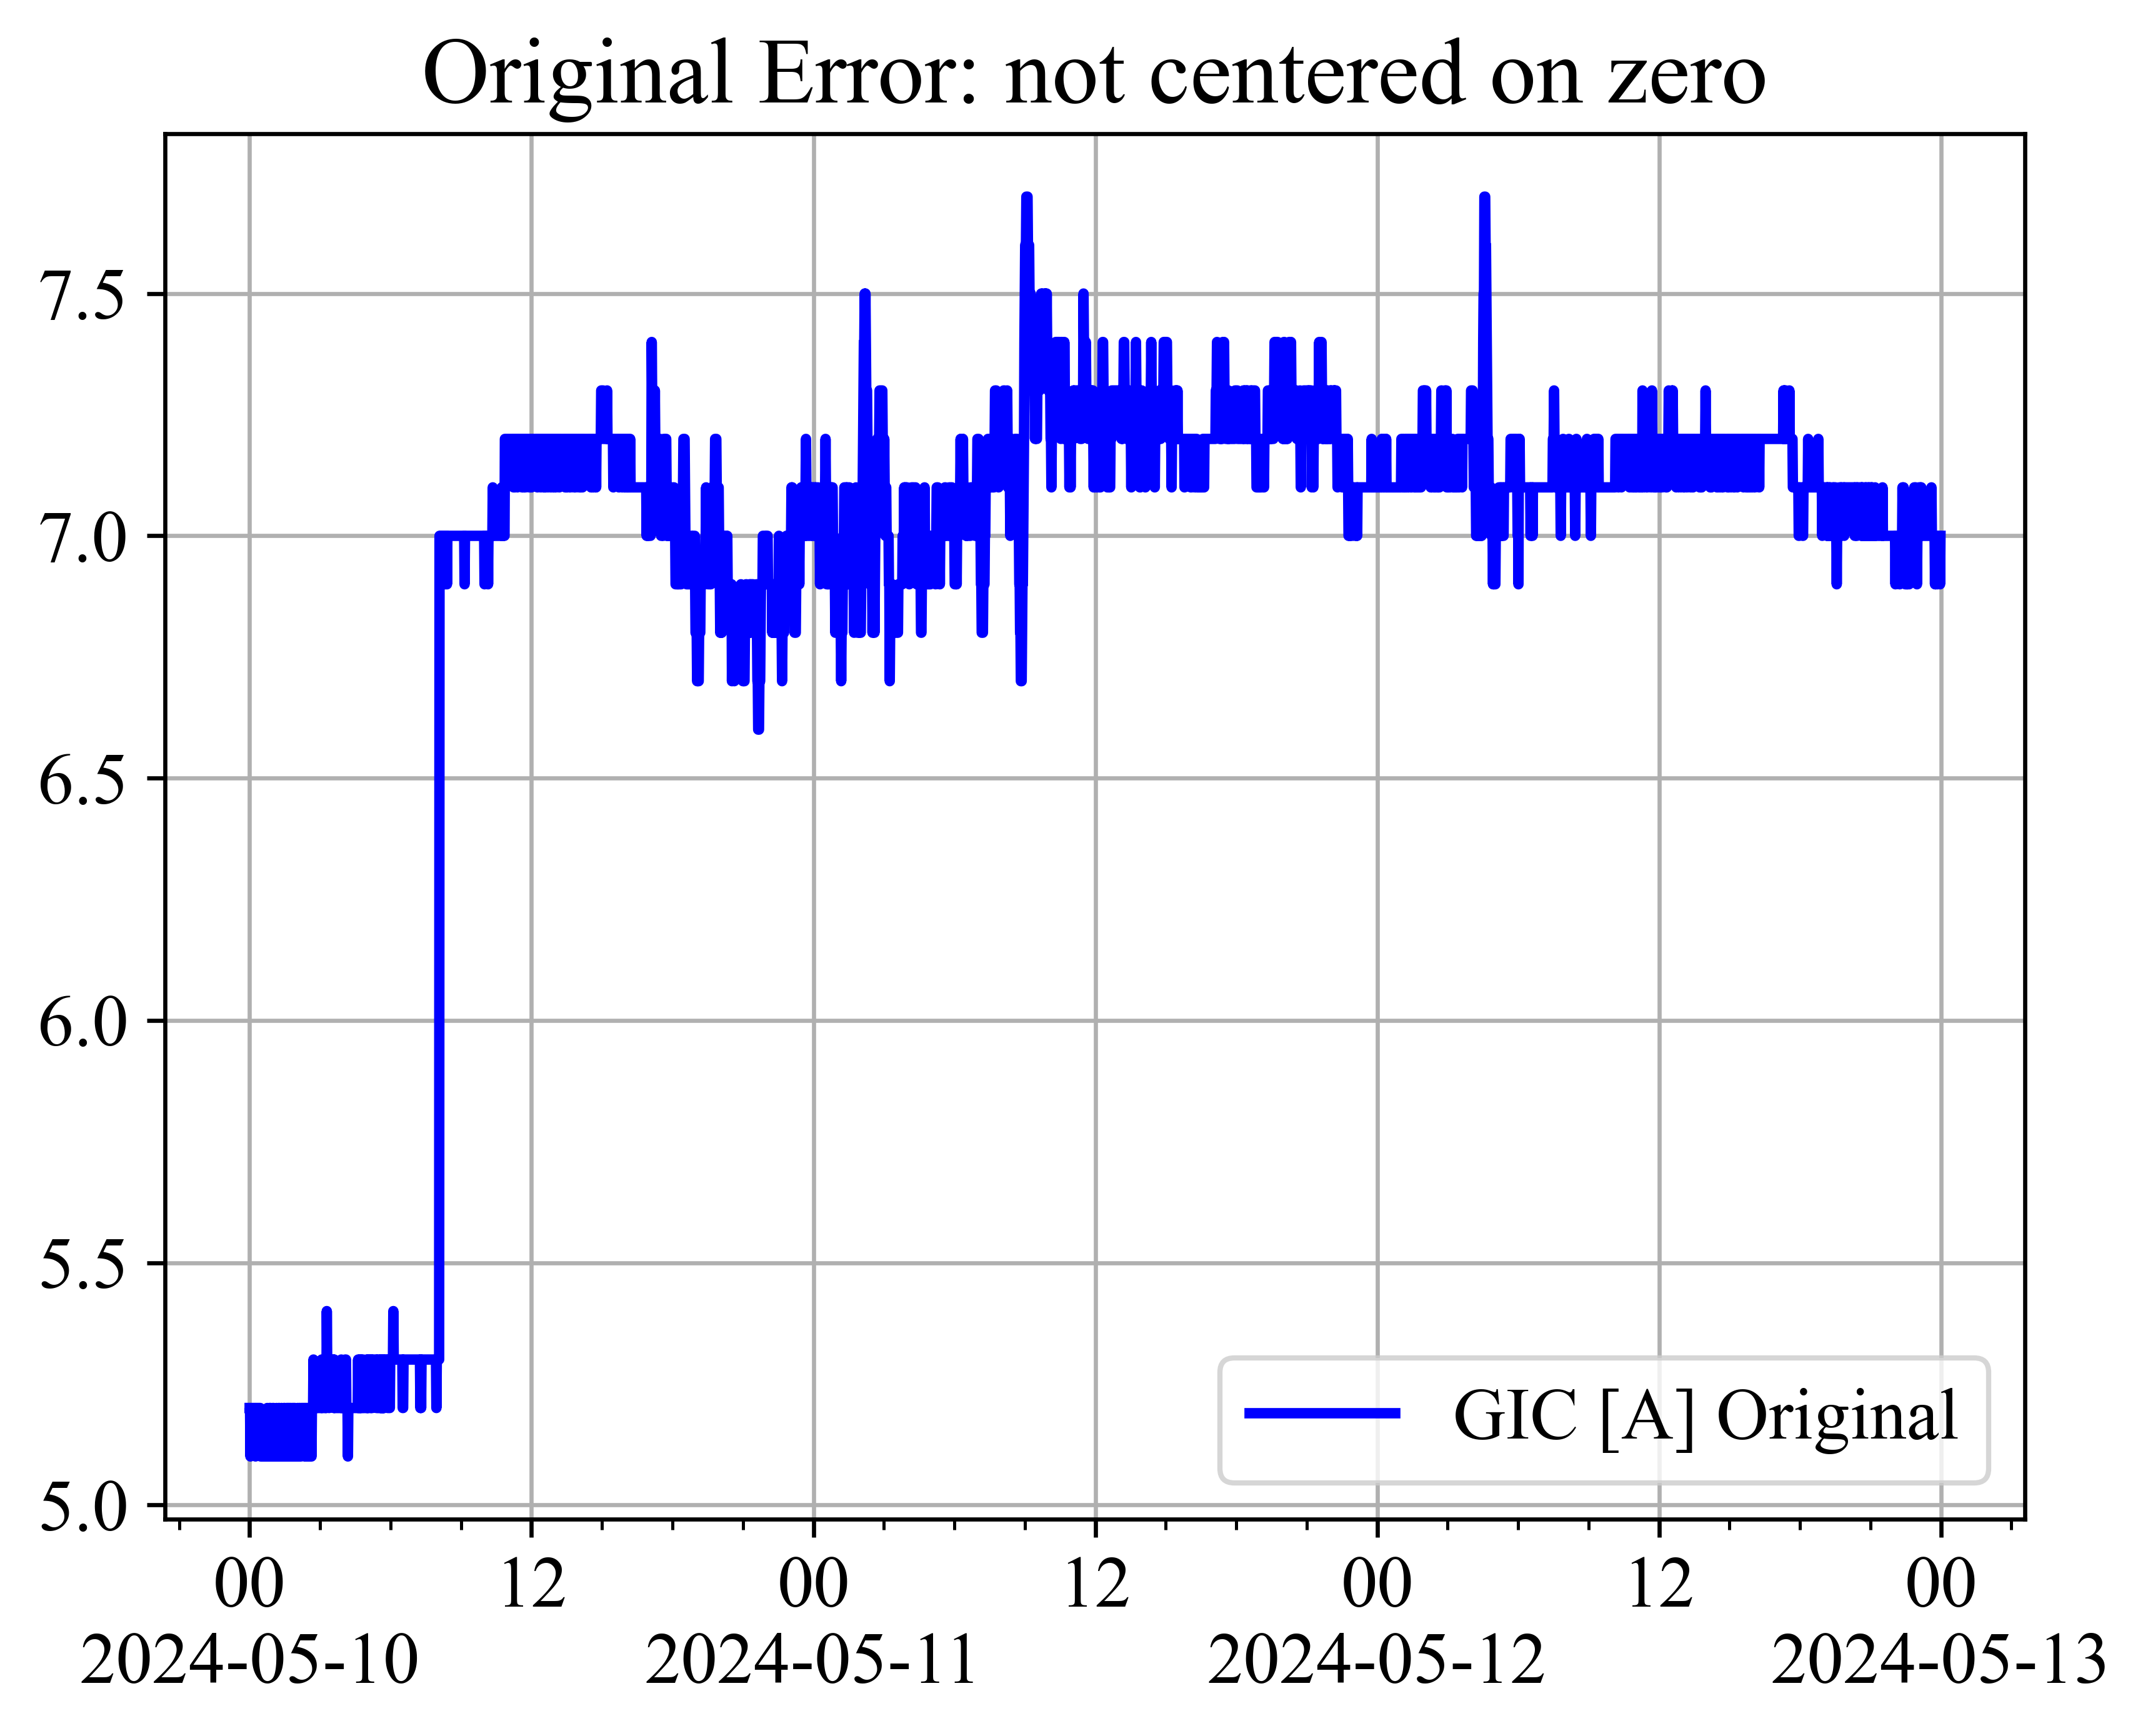 Original Error: not centered on zero
7.5
7.0
6.5
6.0
5.5
5.0
GIC [A] Original
00 12 00 12 00 12 00
2024-05-10 2024-05-11 2024-05-12 2024-05-13